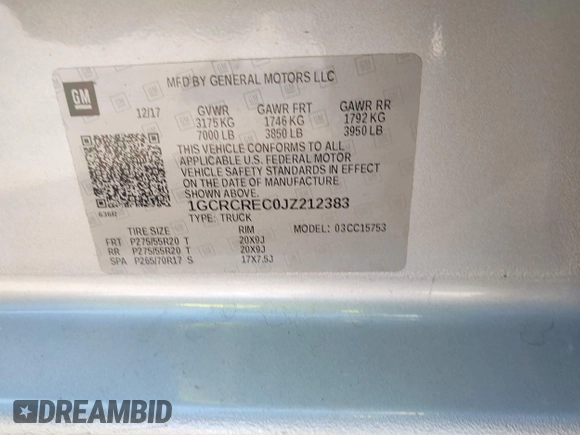 MFD BY GENERAL MOTORS LLC
GM
12/17 GVWR GAWR FRT GAWR RR
3175 KG 1746 KG 1792 KG
7000 LB 3850 LB 3950 LB
THIS VEHICLE CONFORMS TO ALL
APPLICABLE U.S. FEDERAL MOTOR
VEHICLE SAFETY STANDARDS IN EFFECT
ON THE DATE OF MANUFACTURE
SHOWN ABOVE.
1GCRCREC0JZ212383
636R
TYPE: TRUCK
TIRE SIZE RIM MODEL: 03CC15753
FRT P275/55R20 T 20X9J
RR P275/55R20 T 20X9J
SPA P265/70R17 S 17X7.5J
DREAMBID